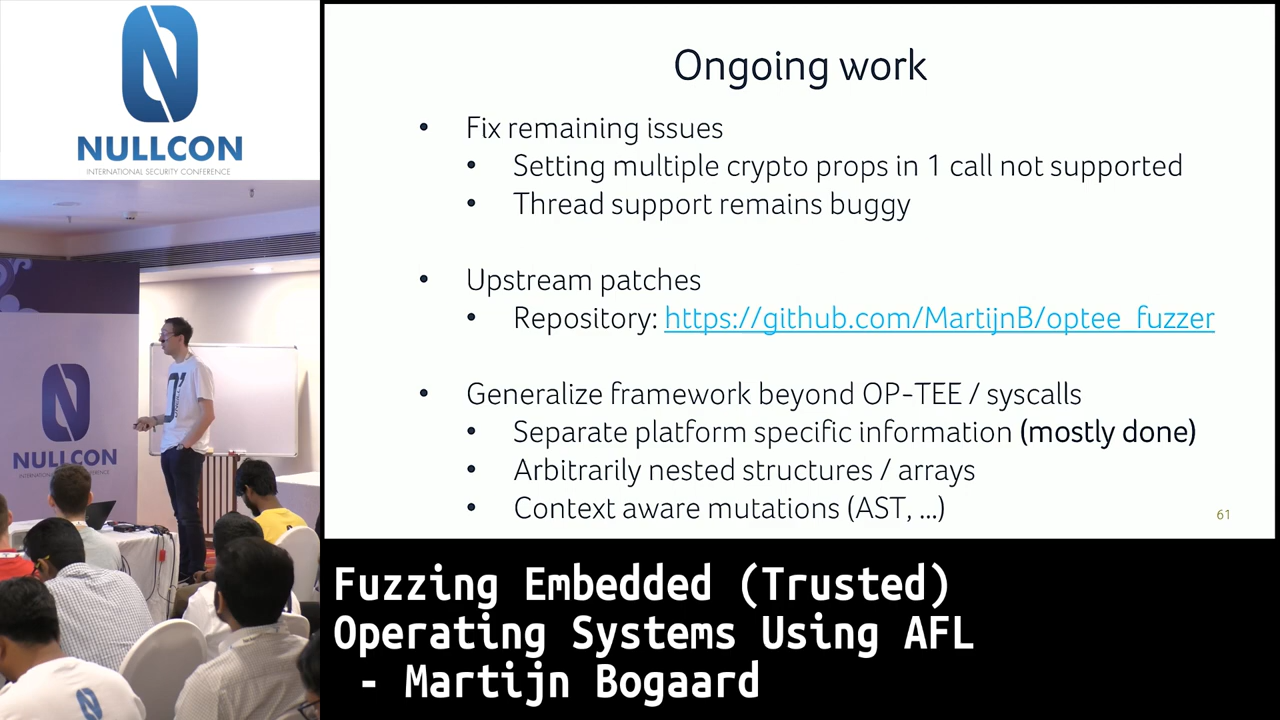 NULLCON
INTERNATIONAL SECURITY CONFERENCE
NULLCON
Ongoing work
• Fix remaining issues
• Setting multiple crypto props in 1 call not supported
• Thread support remains buggy
• Upstream patches
• Repository: https://github.com/MartijnB/optee_fuzzer
• Generalize framework beyond OP-TEE / syscalls
• Separate platform specific information (mostly done)
• Arbitrarily nested structures / arrays
• Context aware mutations (AST, ...)
61
Fuzzing Embedded (Trusted)
Operating Systems Using AFL
- Martijn Bogaard